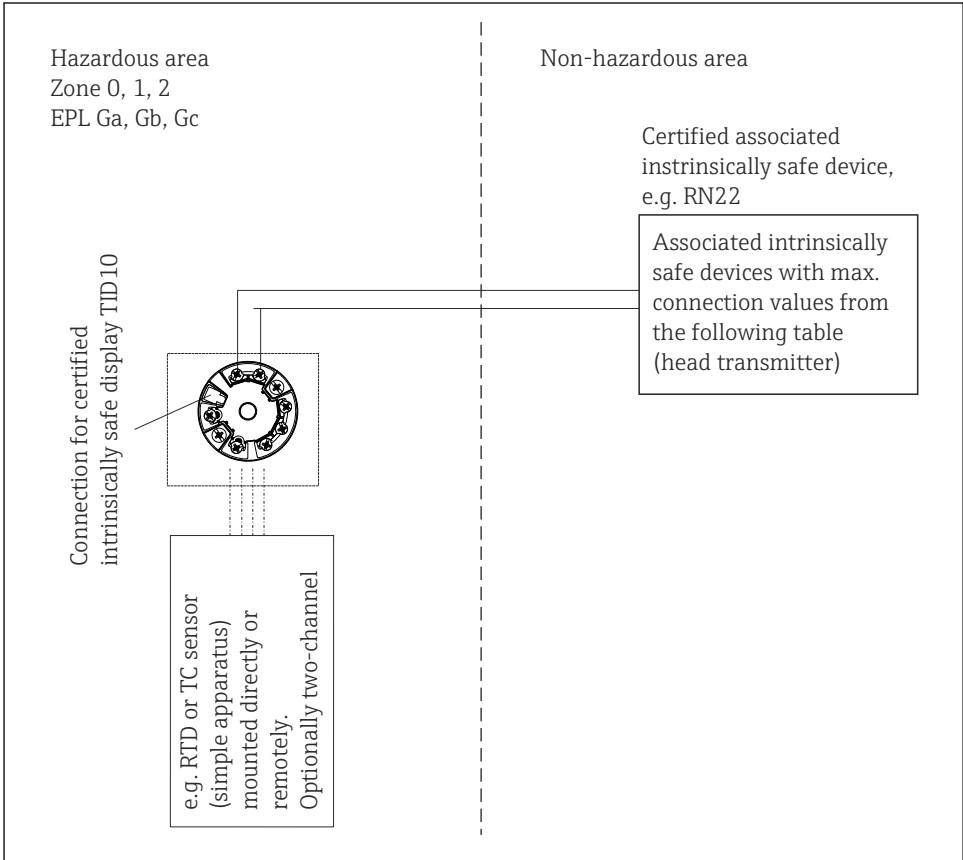 Hazardous area
Zone 0, 1, 2
EPL Ga, Gb, Gc
Non-hazardous area
Certified associated
instrinsically safe device,
e.g. RN22
Associated intrinsically
safe devices with max.
connection values from
the following table
(head transmitter)
Connection for certified
intrinsically safe display TID10
e.g. RTD or TC sensor
(simple apparatus)
mounted directly or
remotely.
Optionally two-channel